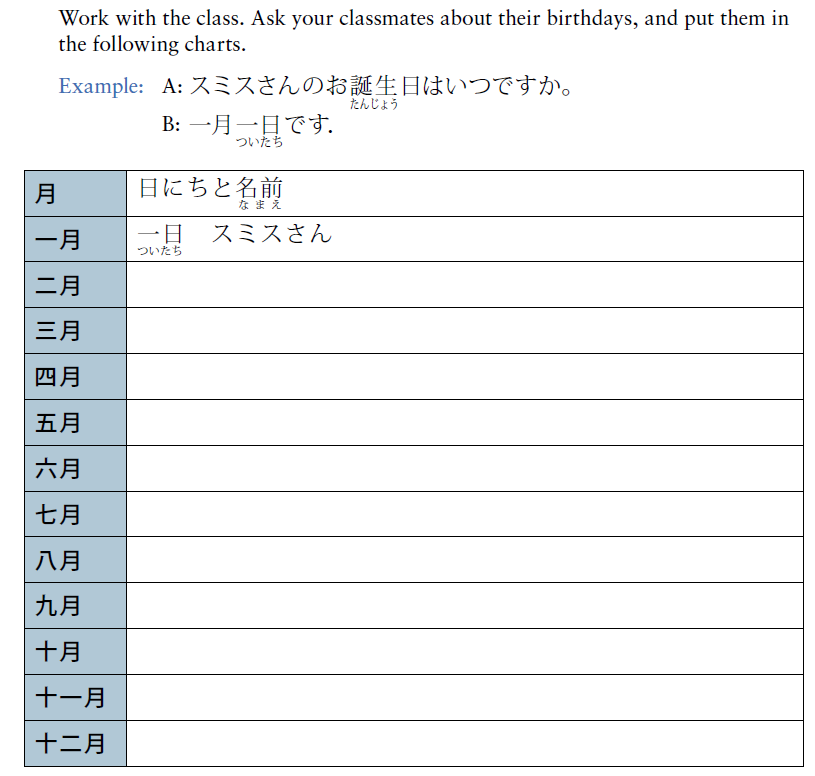 Work with the class. Ask your classmates about their birthdays, and put them in
the following charts.
Example: A: スミスさんのお誕生日はいつですか。
たんじょう
B: 一月一日です.
ついたち
月 日にちと名前
なまえ
一月 一日 スミスさん
ついたち
二月
三月
四月
五月
六月
七月
八月
九月
十月
十一月
十二月